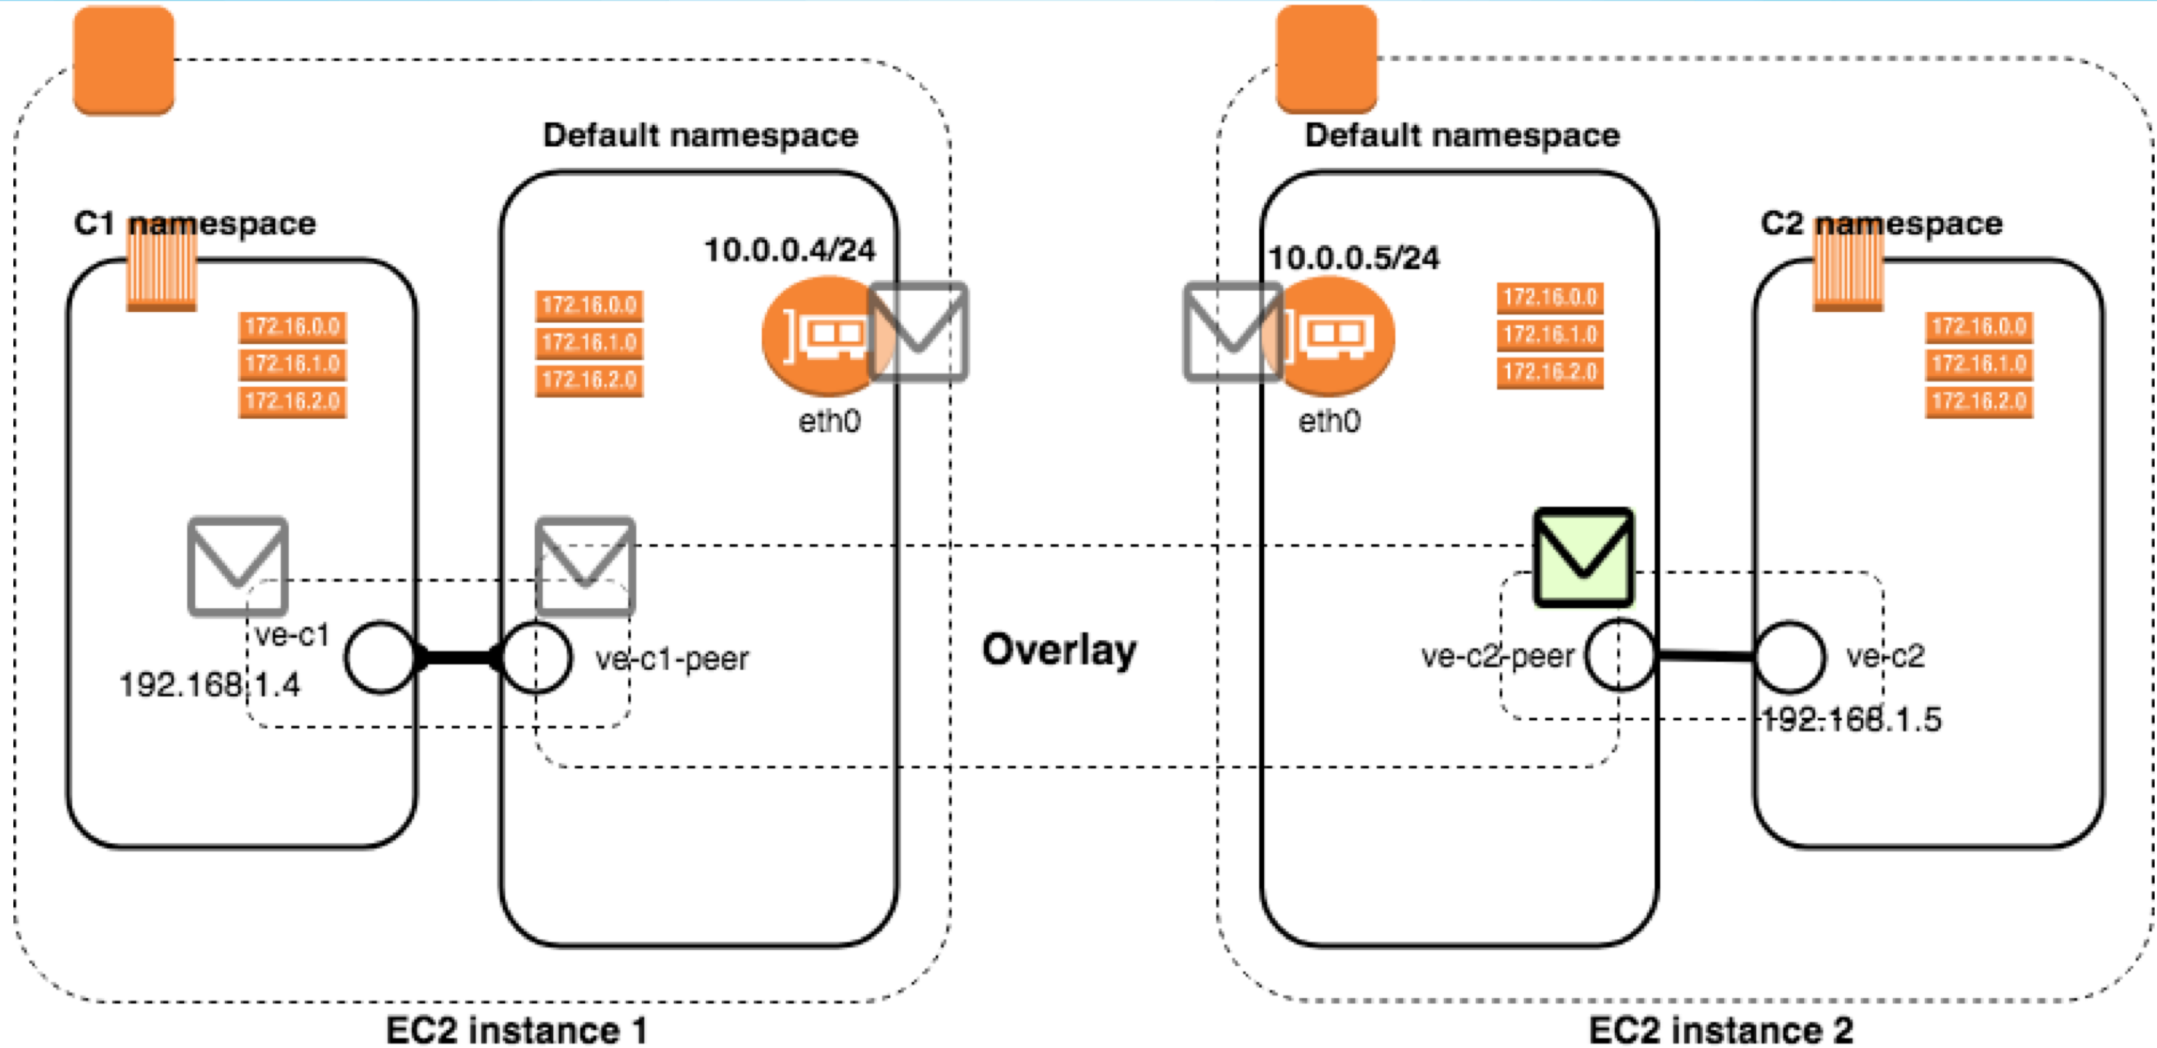 Default namespace
Default namespace
C1 namespace
C2 namespace
10.0.0.4/24
10.0.0.5/24
172.16.0.0
172.16.1.0
172.16.2.0
172.16.0.0
172.16.1.0
172.16.2.0
eth0
eth0
172.16.0.0
172.16.1.0
172.16.2.0
172.16.0.0
172.16.1.0
172.16.2.0
ve-c1
192.168.1.4
ve-c1-peer
Overlay
ve-c2-peer
ve-c2
192.168.1.5
EC2 instance 1
EC2 instance 2